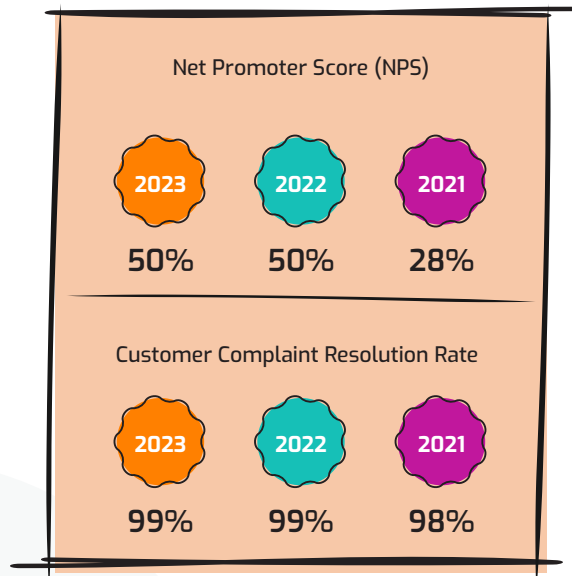 Net Promoter Score (NPS)
2023 2022 2021
50% 50% 28%
Customer Complaint Resolution Rate
2023 2022 2021
99% 99% 98%